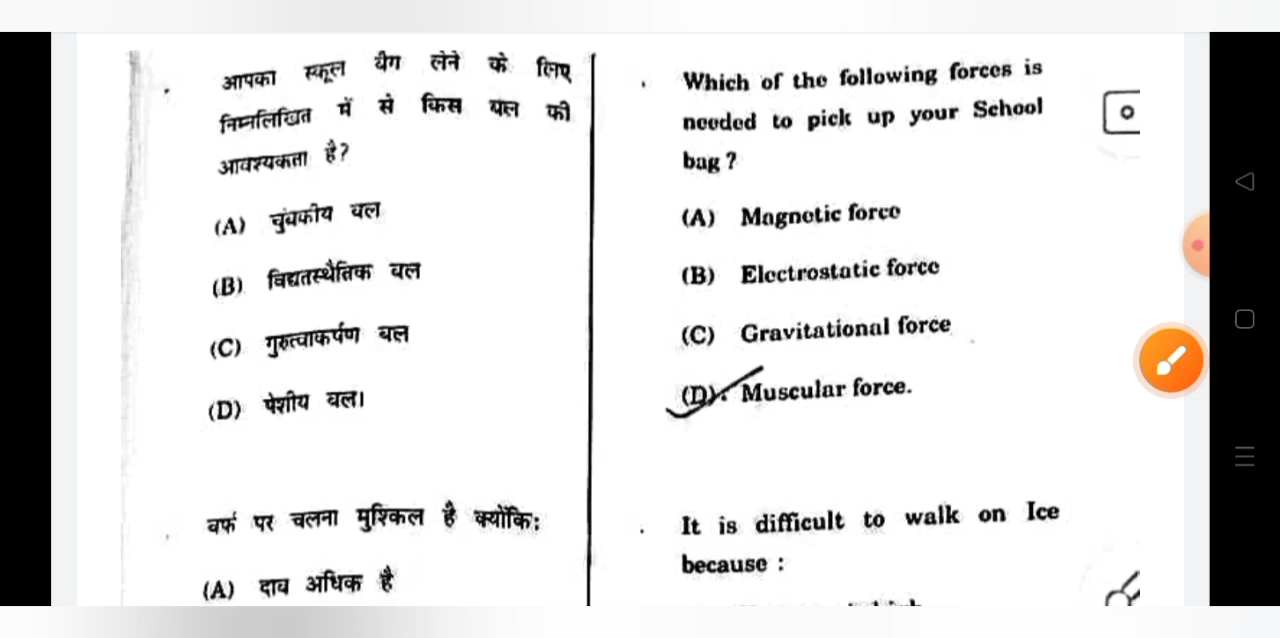 आपका स्कूल बैग लेने के लिए
निम्नलिखित में से किस बल की
आवश्यकता है?
(A) चुंबकीय बल
(B) विद्यतस्थैतिक बल
(C) गुरुत्वाकर्षण बल
(D) पेशीय बल।
बर्फ पर चलना मुश्किल है क्योंकि:
(A) दाब अधिक है
Which of the following forces is
needed to pick up your School
bag ?
(A) Magnetic force
(B) Electrostatic force
(C) Gravitational force
(D) Muscular force.
It is difficult to walk on Ice
because :